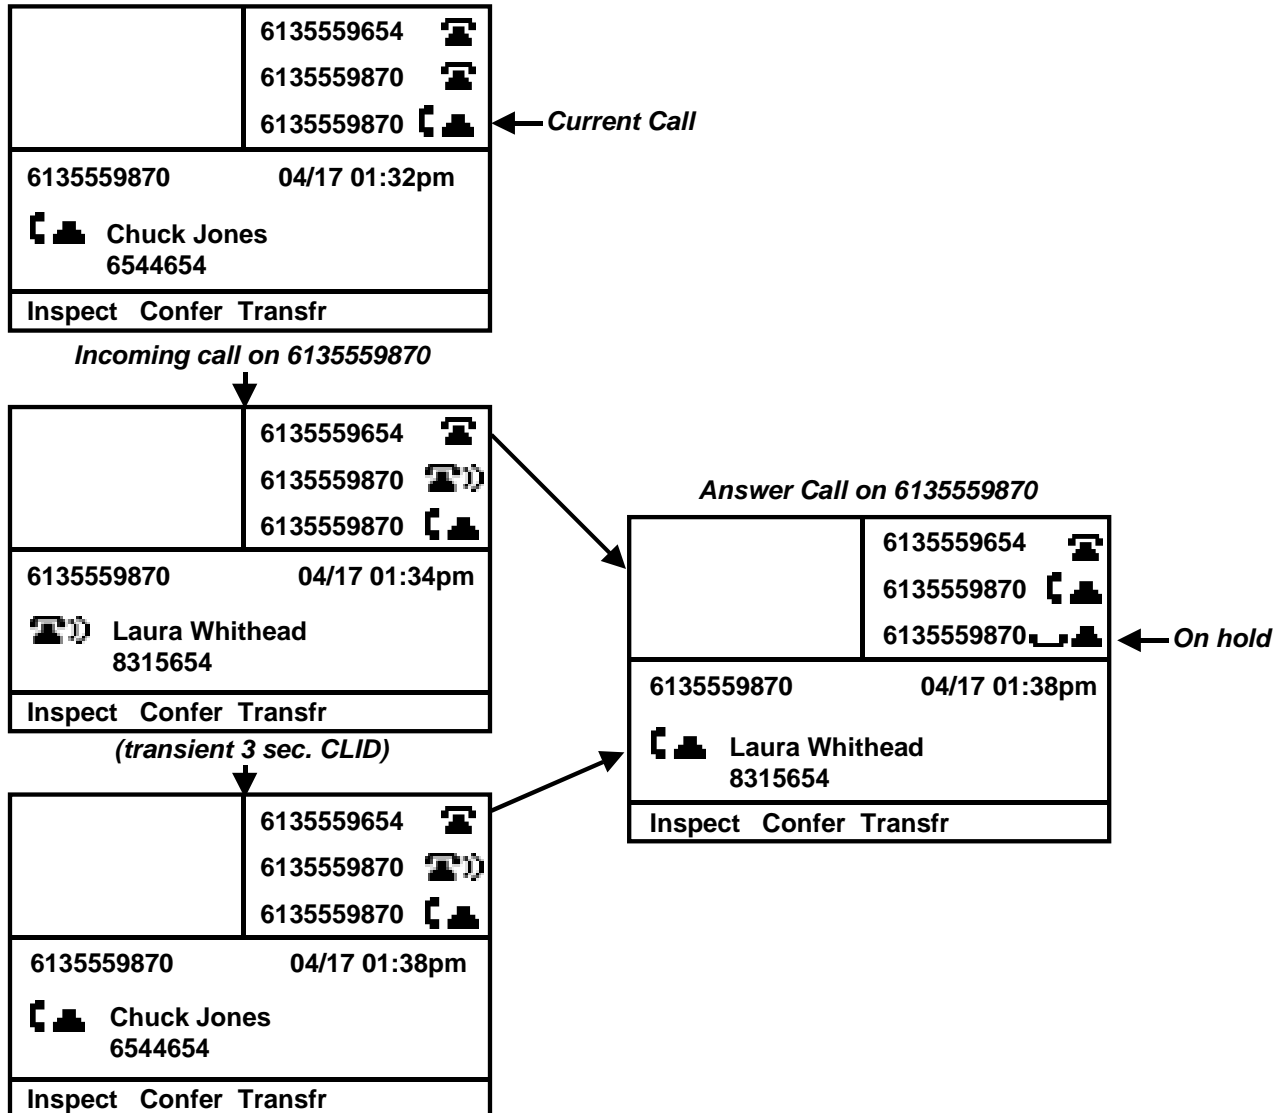 6135559654
6135559870
6135559870
Current Call
6135559870 04/17 01:32pm
Chuck Jones
6544654
Inspect Confer Transfr
Incoming call on 6135559870
6135559654
6135559870
6135559870
6135559870 04/17 01:34pm
Laura Whithead
8315654
Inspect Confer Transfr
(transient 3 sec. CLID)
6135559654
6135559870
6135559870
6135559870 04/17 01:38pm
Chuck Jones
6544654
Inspect Confer Transfr
Answer Call on 6135559870
6135559654
6135559870
6135559870
On hold
6135559870 04/17 01:38pm
Laura Whithead
8315654
Inspect Confer Transfr